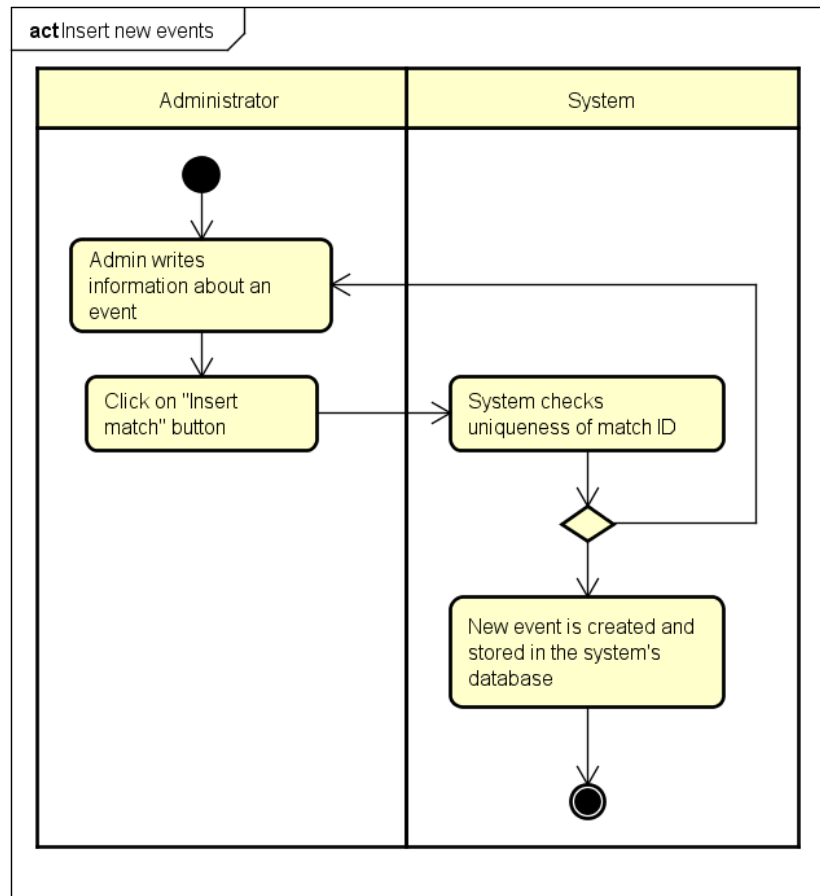 act Insert new events
Administrator
System
Admin writes
information about an
event
Click on "Insert
match" button
System checks
uniqueness of match ID
New event is created and
stored in the system's
database